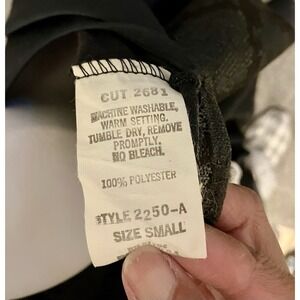 CUT 2681
MACHINE WASHABLE,
WARM SETTING.
TUMBLE DRY, REMOVE
PROMPTLY.
NO BLEACH.
100% POLYESTER
STYLE 2250-A
SIZE SMALL